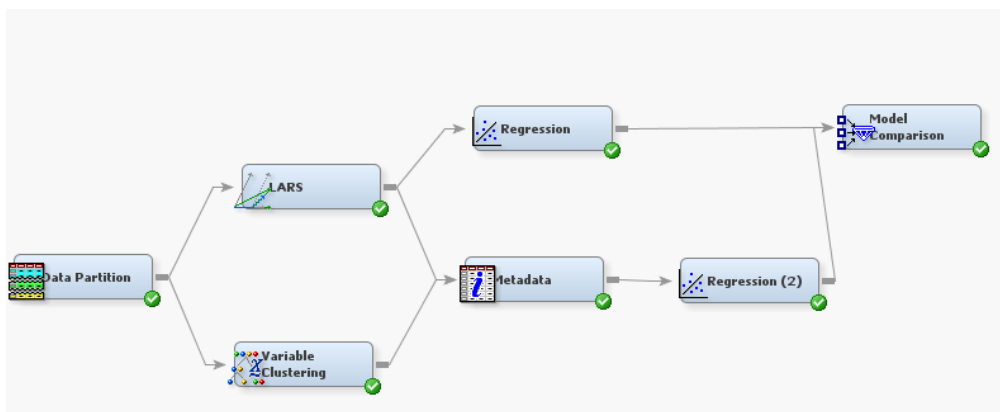 Regression
Model
Comparison
LARS
Data Partition
Metadata
Regression (2)
Variable
Clustering